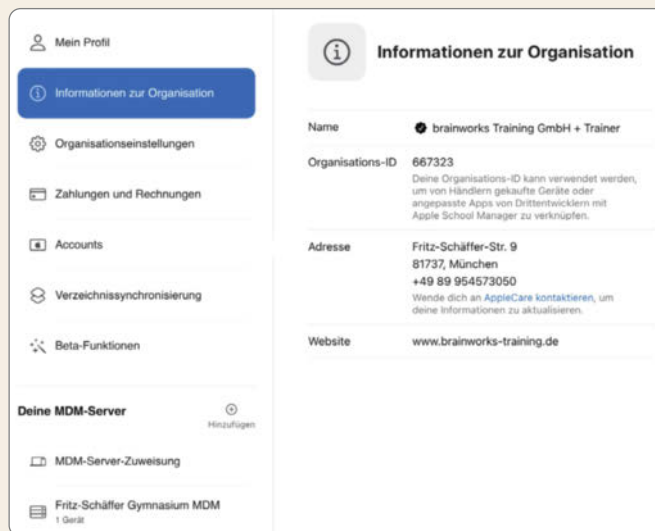 Mein Profil
Informationen zur Organisation
Organisationseinstellungen
Zahlungen und Rechnungen
Accounts
Verzeichnissynchronisierung
Beta-Funktionen
Deine MDM-Server
Hinzufügen
MDM-Server-Zuweisung
Fritz-Schäffer Gymnasium MDM
1 Gerät
Informationen zur Organisation
Name
brainworks Training GmbH + Trainer
Organisations-ID
667323
Deine Organisations-ID kann verwendet werden,
um von Händlern gekaufte Geräte oder
angepasste Apps von Drittentwicklern mit
Apple School Manager zu verknüpfen.
Adresse
Fritz-Schäffer-Str. 9
81737, München
+49 89 954573050
Wende dich an AppleCare kontaktieren, um
deine Informationen zu aktualisieren.
Website
www.brainworks-training.de